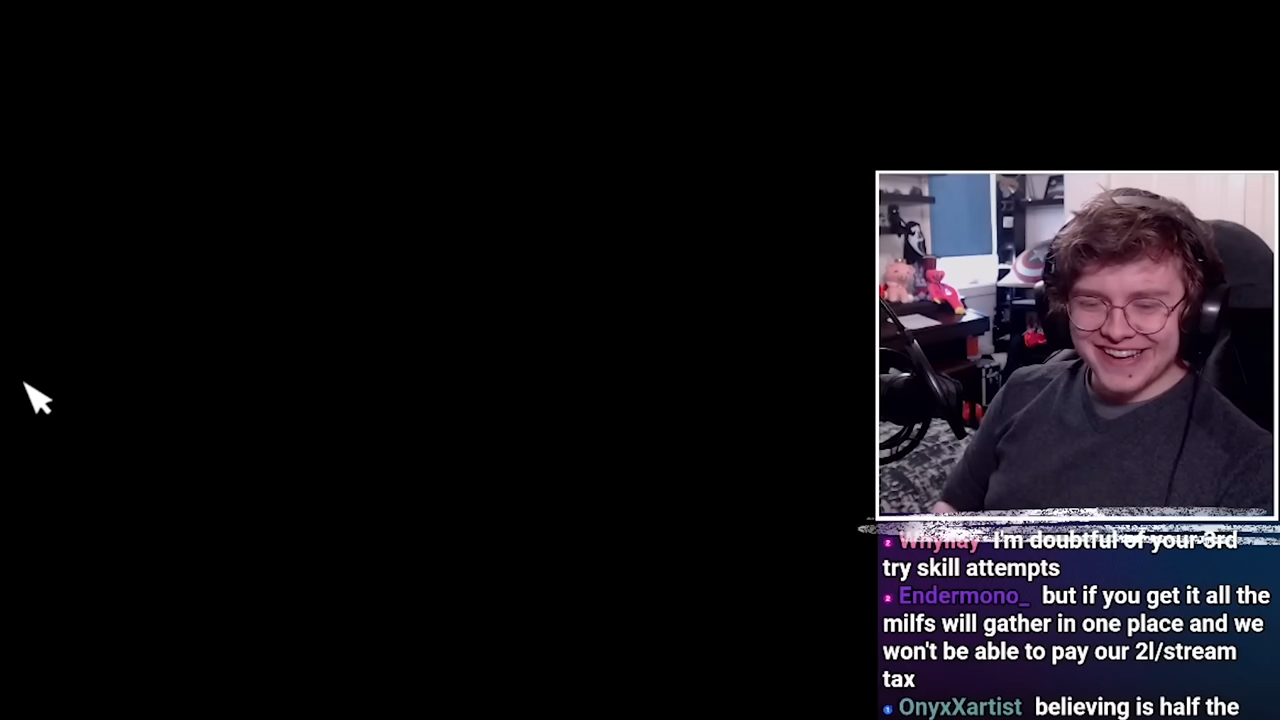 Whyliay I'm doubtful of your 3rd
try skill attempts
Endermono_ but if you get it all the
milfs will gather in one place and we
won't be able to pay our 2l/stream
tax
OnyxXartist believing is half the